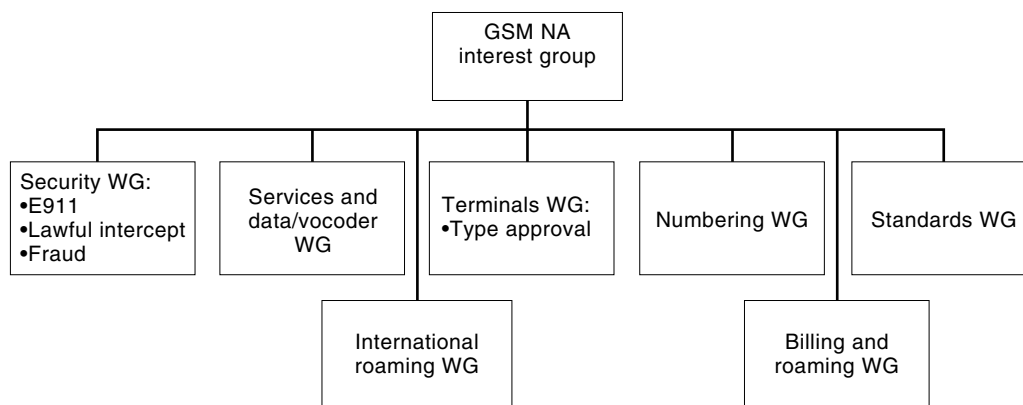 GSM NA
interest group
Security WG:
•E911
•Lawful intercept
•Fraud
Services and
data/vocoder
WG
Terminals WG:
•Type approval
Numbering WG
Standards WG
International
roaming WG
Billing and
roaming WG